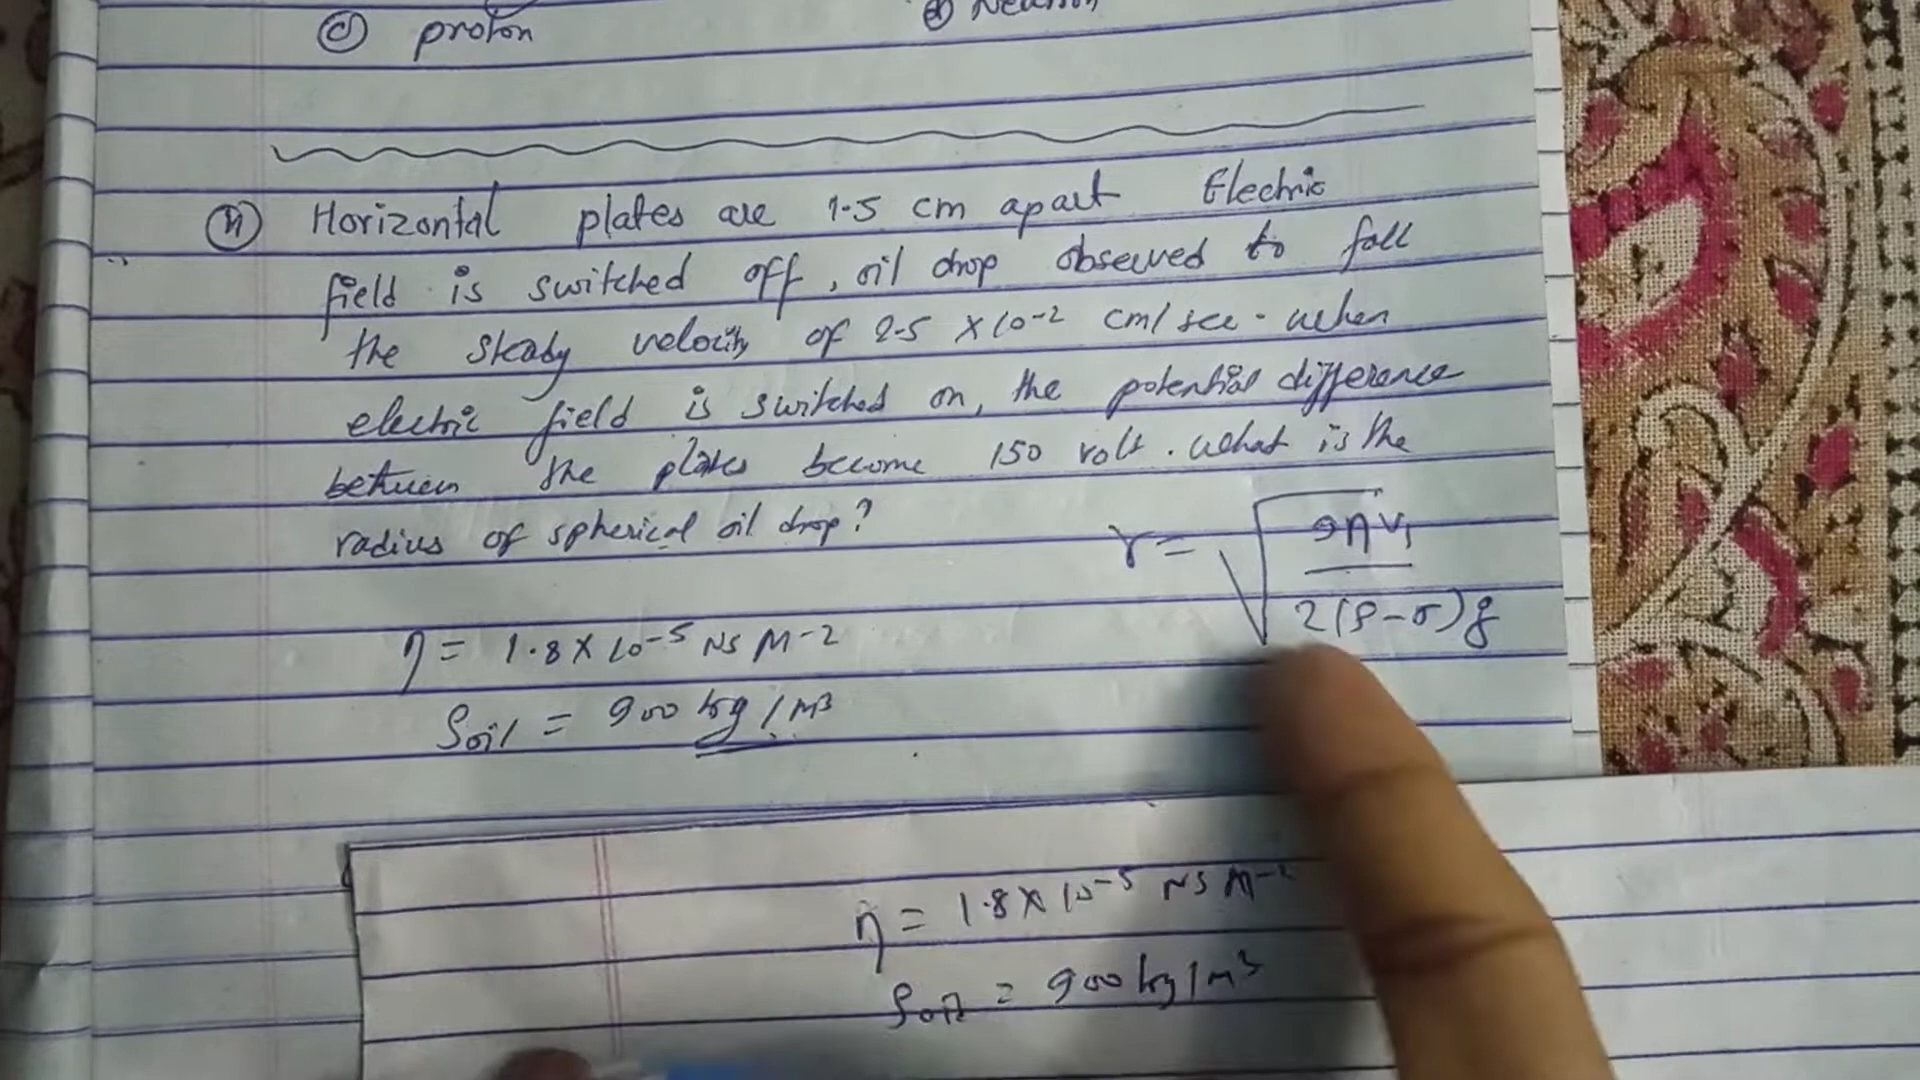 (c) proton
(d) Neutron
(11) Horizontal plates are 1.5 cm apart Electric
field is switched off, oil drop observed to fall
the steady velocity of 2.5 × 10-2 cm/sec. when
electric field is switched on, the potential difference
between the plates become 150 volt. what is the
radius of spherical oil drop?
r = √ 9ηv1 / 2(ρ-σ)g
η = 1.8 × 10-5 Ns M-2
ρoil = 900 kg/m3
η = 1.8 × 10-5 NS M-2
ρoil = 900 kg/m3